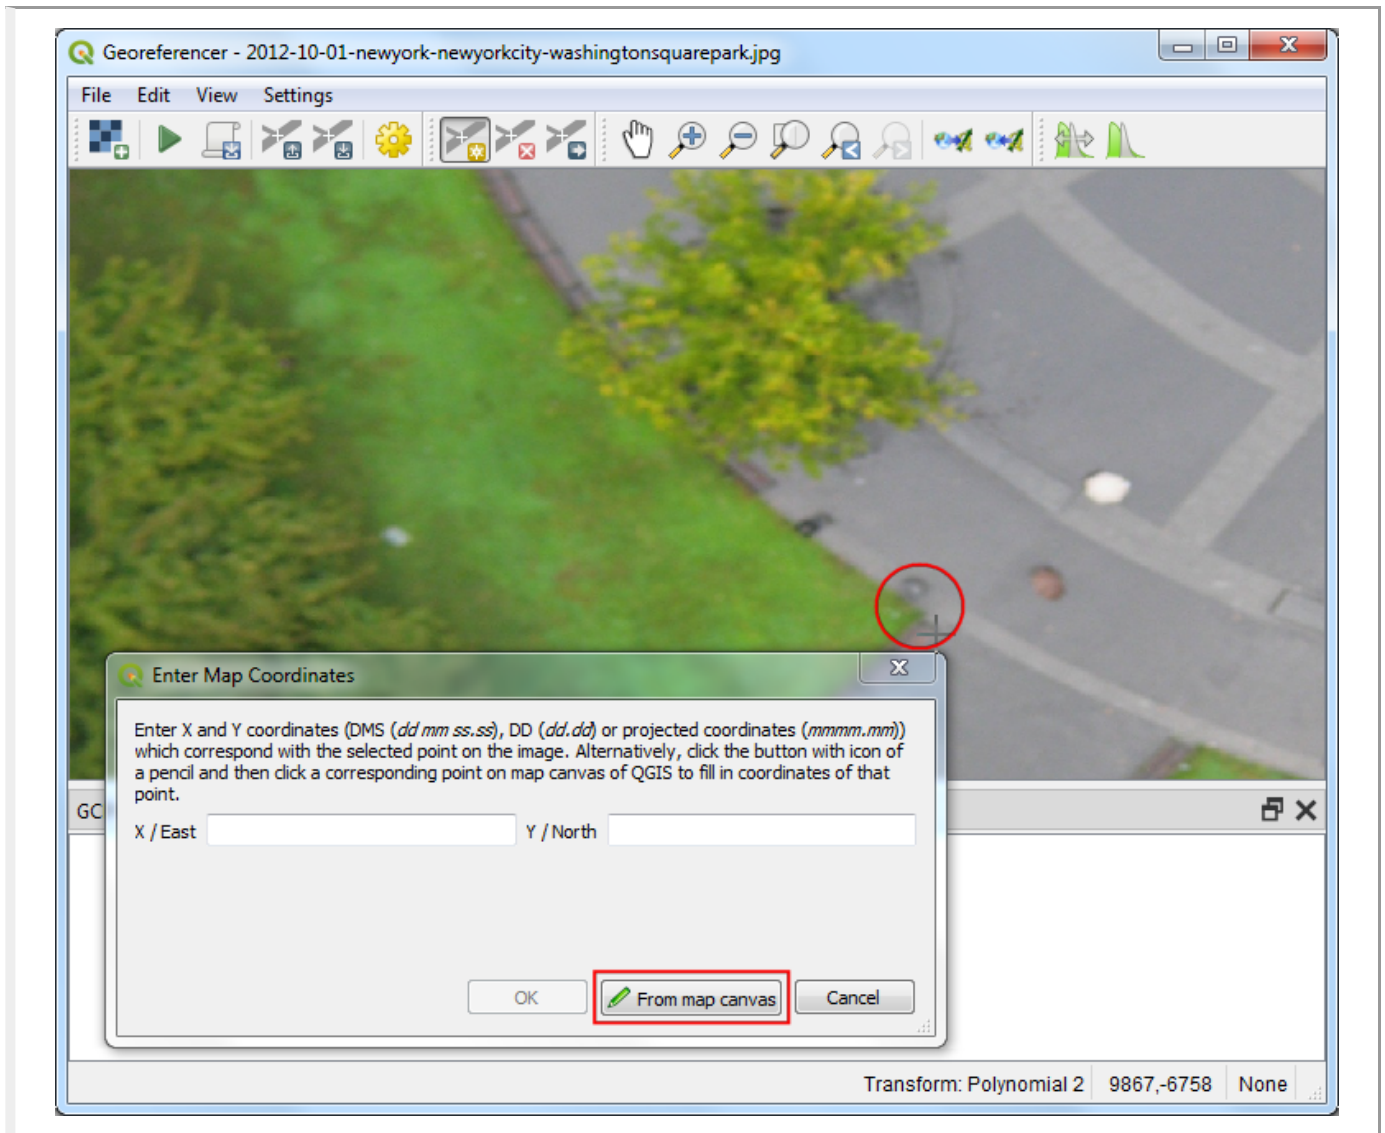 Georeferencer - 2012-10-01-newyork-newyorkcity-washingtonsquarepark.jpg
File Edit View Settings
Enter Map Coordinates
Enter X and Y coordinates (DMS (dd mm ss.ss), DD (dd.dd) or projected coordinates (mmmm.mm))
which correspond with the selected point on the image. Alternatively, click the button with icon of
a pencil and then click a corresponding point on map canvas of QGIS to fill in coordinates of that
point.
GC
X / East Y / North
OK From map canvas Cancel
Transform: Polynomial 2 9867,-6758 None